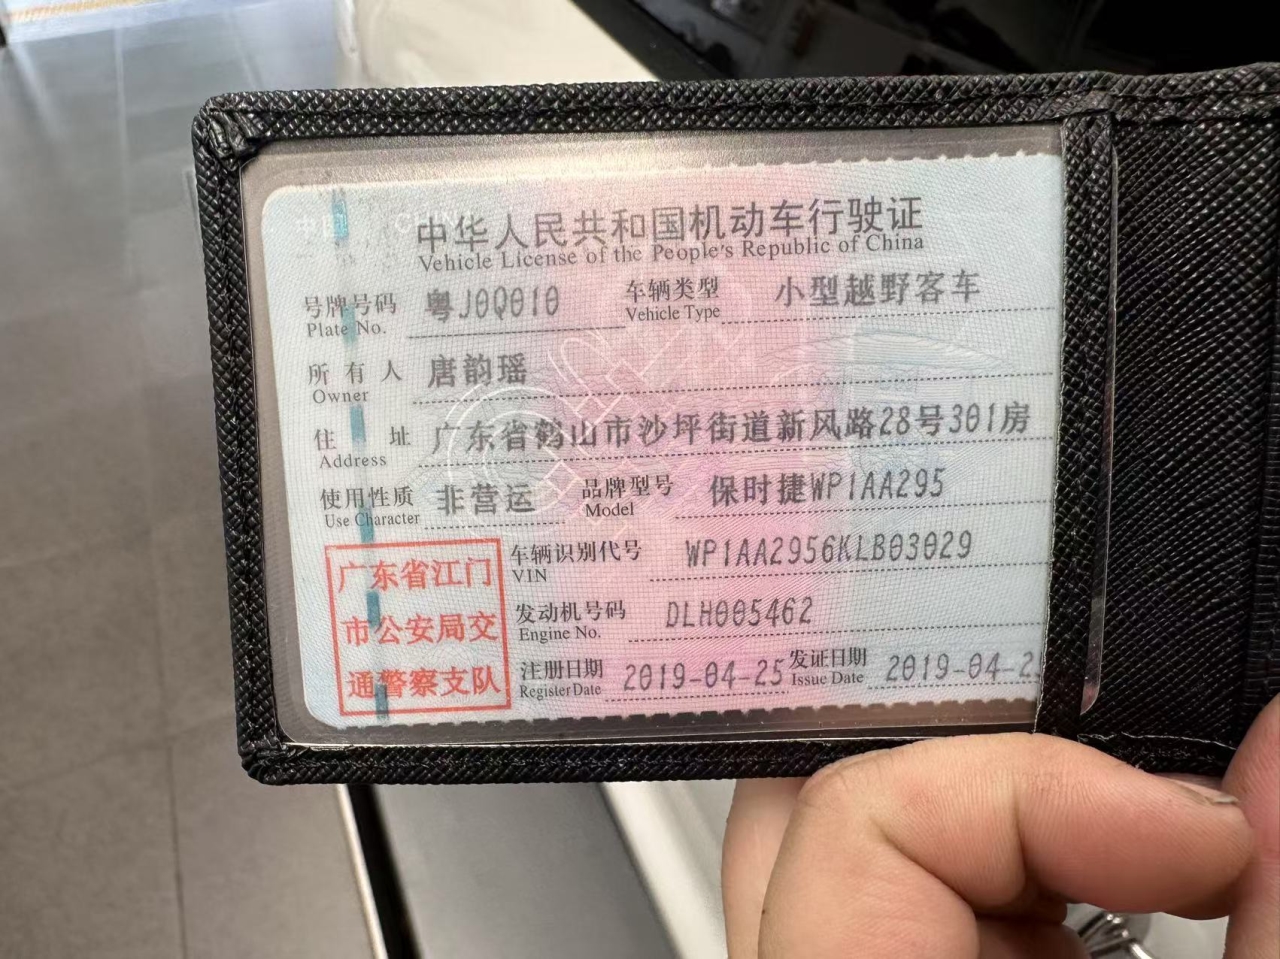 中华人民共和国机动车行驶证
Vehicle License of the People's Republic of China
号牌号码 粤J0Q010 车辆类型 小型越野客车
Plate No. Vehicle Type
所有人 唐韵瑶
Owner
住址 广东省鹤山市沙坪街道新风路28号301房
Address
使用性质 非营运 品牌型号 保时捷WP1AA295
Use Character Model
车辆识别代号 WP1AA2956KLB03029
VIN
发动机号码 DLH005462
Engine No.
注册日期 2019-04-25 发证日期 2019-04-2
Register Date Issue Date
广东省江门
市公安局交
通警察支队